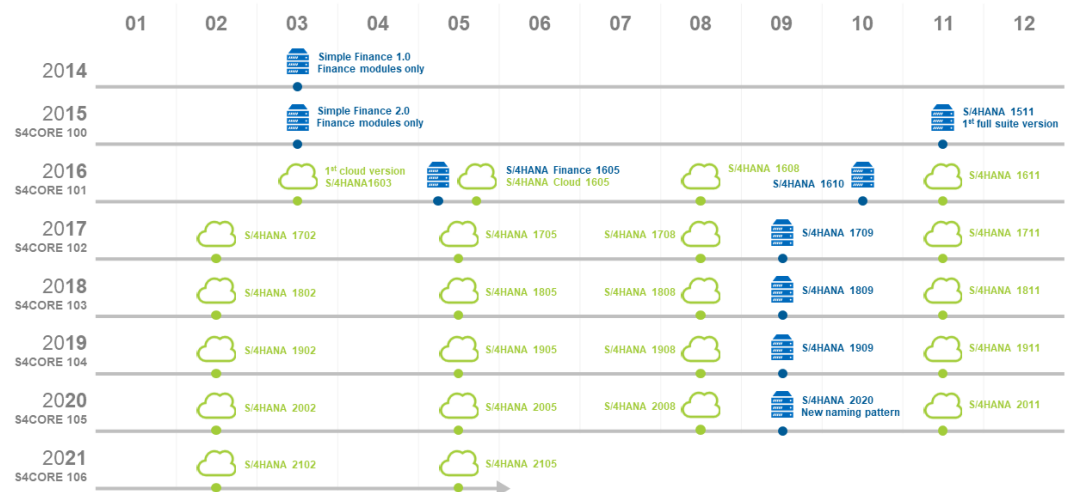 01 02 03 04 05 06 07 08 09 10 11 12
2014
Simple Finance 1.0
Finance modules only
2015
S4CORE 100
Simple Finance 2.0
Finance modules only
S/4HANA 1511
1st full suite version
2016
S4CORE 101
1st cloud version
S/4HANA1603
S/4HANA Finance 1605
S/4HANA Cloud 1605
S/4HANA 1608
S/4HANA 1610
S/4HANA 1611
2017
S4CORE 102
S/4HANA 1702
S/4HANA 1705
S/4HANA 1708
S/4HANA 1709
S/4HANA 1711
2018
S4CORE 103
S/4HANA 1802
S/4HANA 1805
S/4HANA 1808
S/4HANA 1809
S/4HANA 1811
2019
S4CORE 104
S/4HANA 1902
S/4HANA 1905
S/4HANA 1908
S/4HANA 1909
S/4HANA 1911
2020
S4CORE 105
S/4HANA 2002
S/4HANA 2005
S/4HANA 2008
S/4HANA 2020
New naming pattern
S/4HANA 2011
2021
S4CORE 106
S/4HANA 2102
S/4HANA 2105